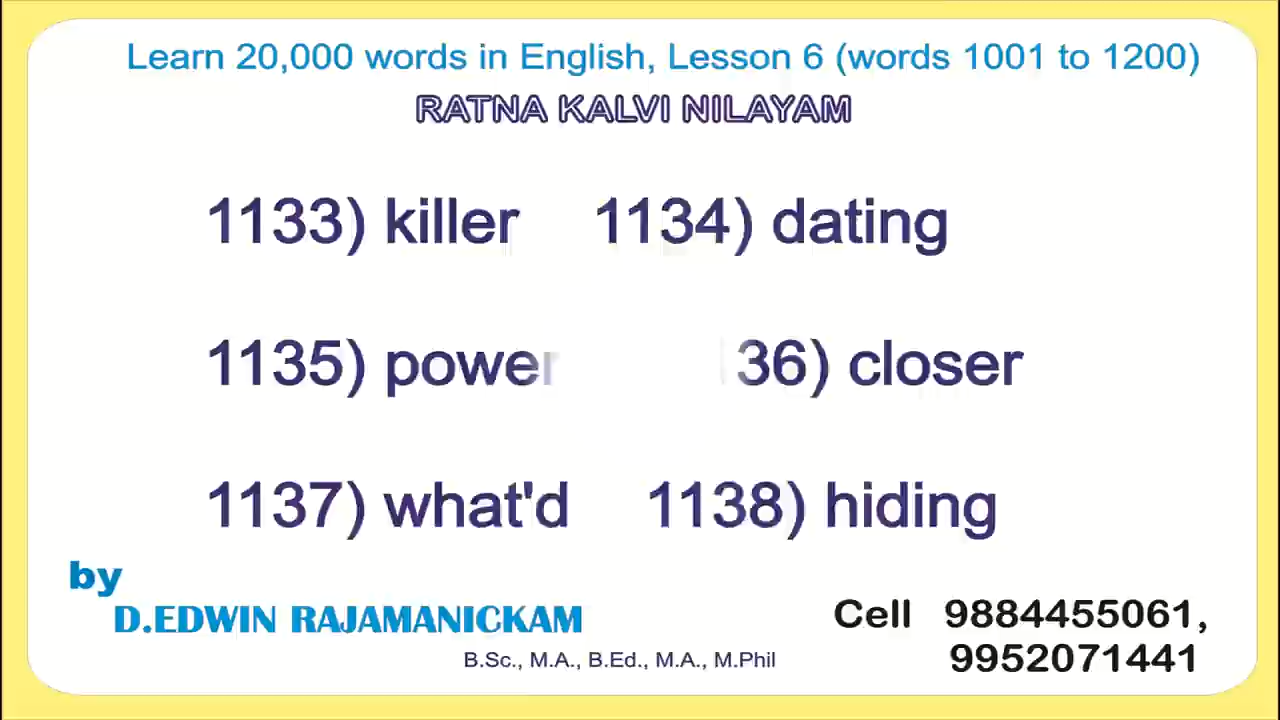 Learn 20,000 words in English, Lesson 6 (words 1001 to 1200)
RATNA KALVI NILAYAM
1133) killer 1134) dating
1135) power 36) closer
1137) what'd 1138) hiding
by
D.EDWIN RAJAMANICKAM
B.Sc., M.A., B.Ed., M.A., M.Phil
Cell 9884455061,
9952071441